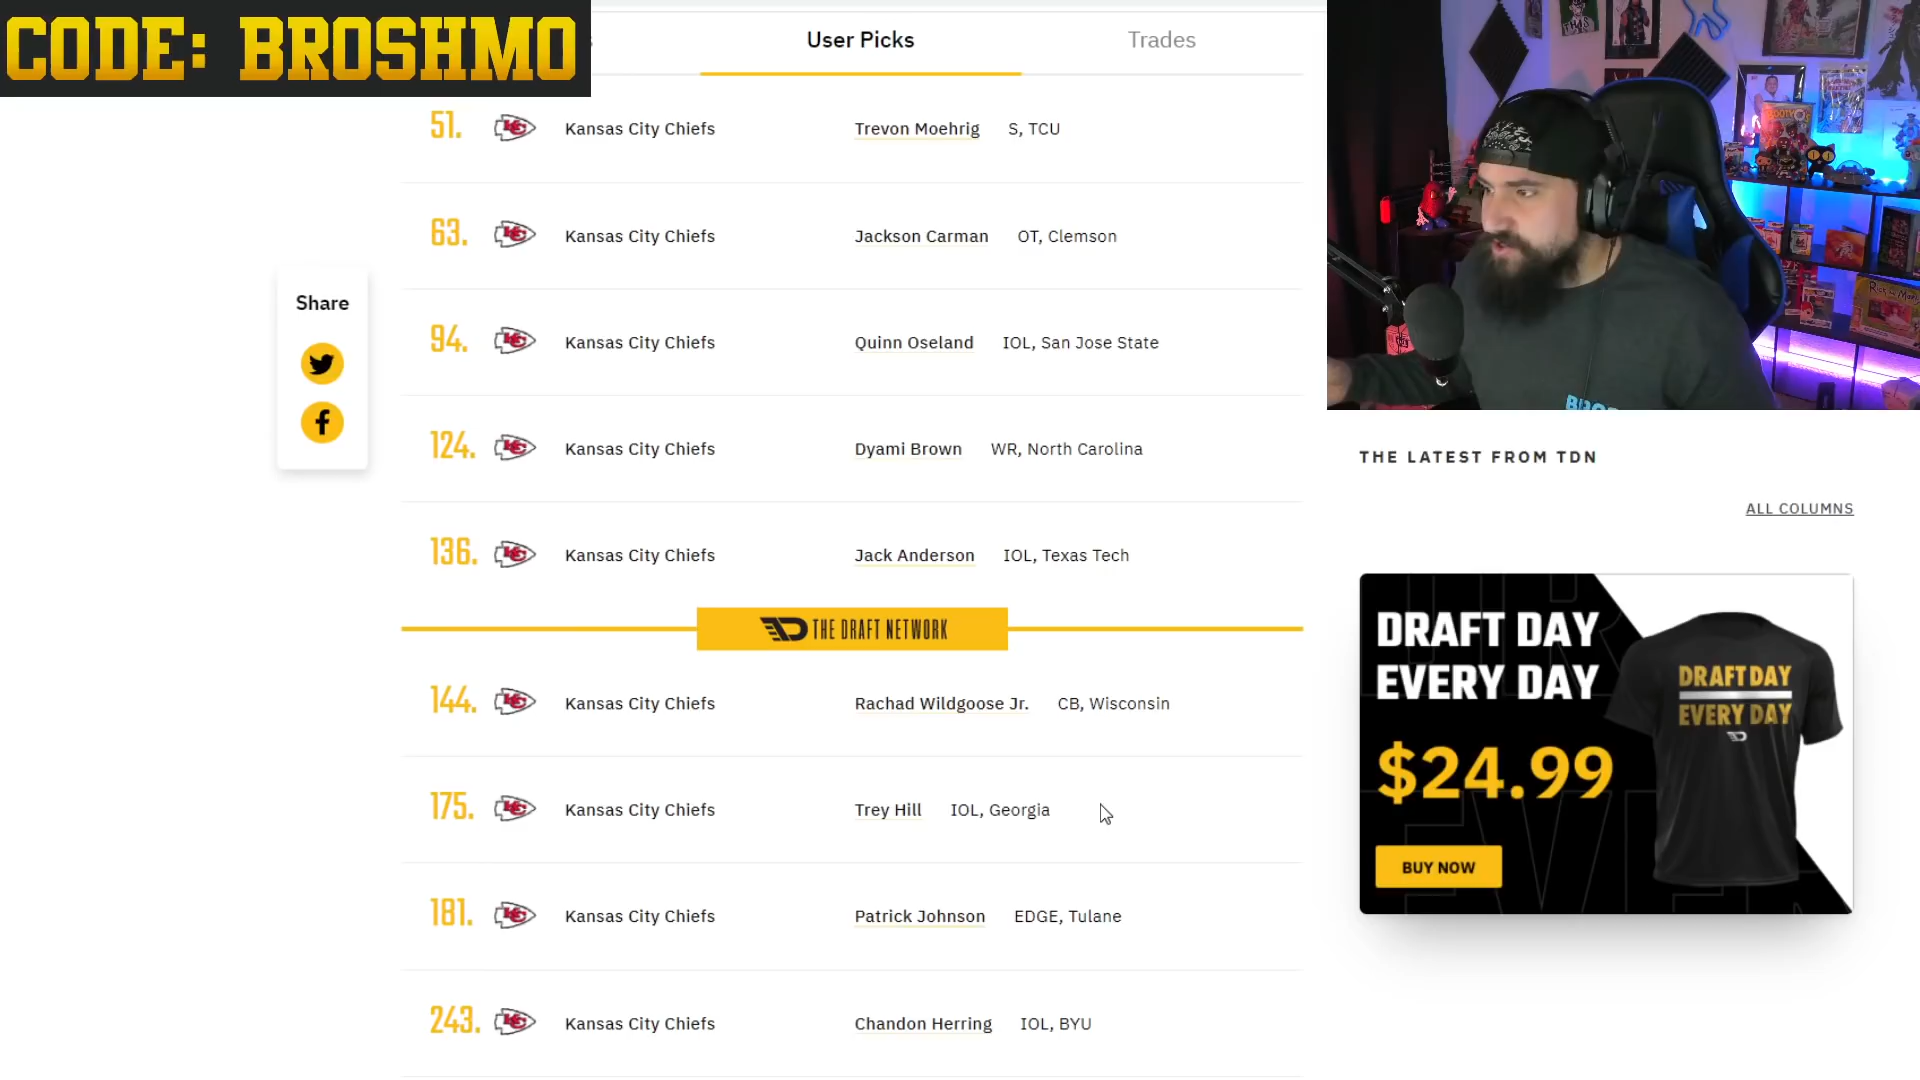 CODE: BROSHMO
User Picks
Trades
51. Kansas City Chiefs Trevon Moehrig S, TCU
63. Kansas City Chiefs Jackson Carman OT, Clemson
94. Kansas City Chiefs Quinn Oseland IOL, San Jose State
124. Kansas City Chiefs Dyami Brown WR, North Carolina
136. Kansas City Chiefs Jack Anderson IOL, Texas Tech
THE DRAFT NETWORK
144. Kansas City Chiefs Rachad Wildgoose Jr. CB, Wisconsin
175. Kansas City Chiefs Trey Hill IOL, Georgia
181. Kansas City Chiefs Patrick Johnson EDGE, Tulane
243. Kansas City Chiefs Chandon Herring IOL, BYU
Share
THE LATEST FROM TDN
ALL COLUMNS
DRAFT DAY
EVERY DAY
$24.99
BUY NOW
DRAFT DAY
EVERY DAY